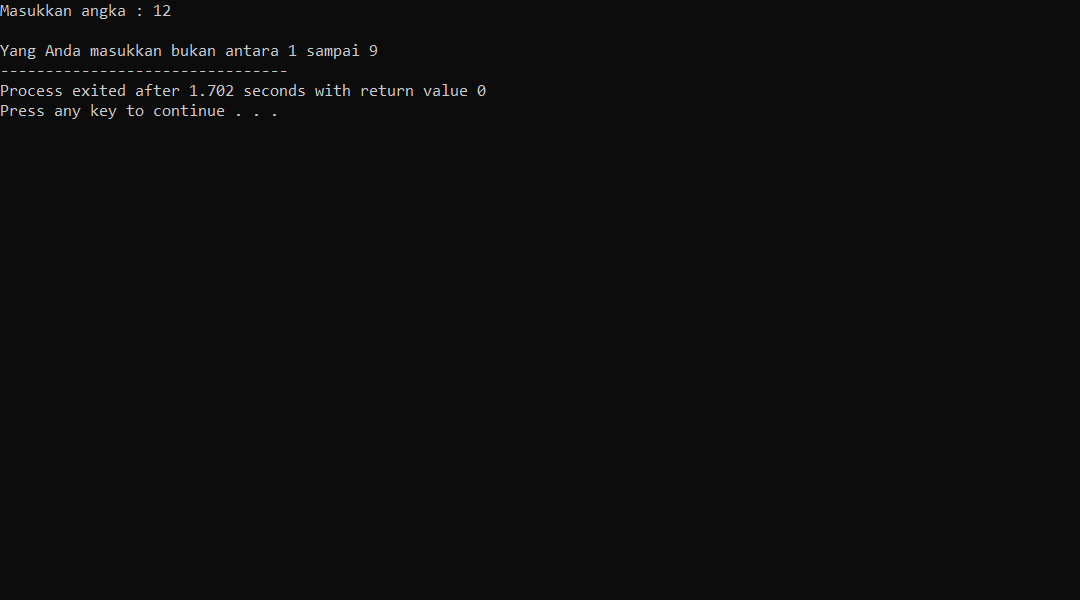 Masukkan angka : 12
Yang Anda masukkan bukan antara 1 sampai 9
--------------------------------
Process exited after 1.702 seconds with return value 0
Press any key to continue . . .